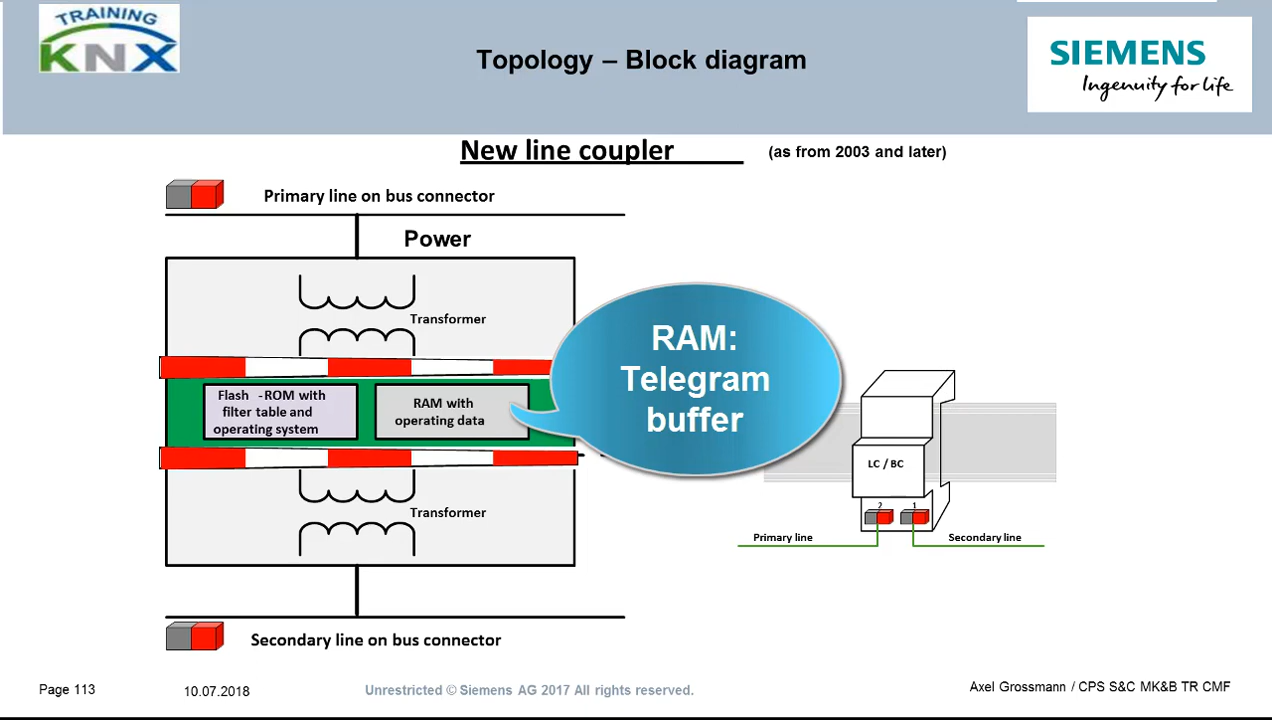 TRAINING
KNX
Topology – Block diagram
SIEMENS
Ingenuity for life
New line coupler
(as from 2003 and later)
Primary line on bus connector
Power
Transformer
RAM:
Telegram
buffer
Flash -ROM with
filter table and
operating system
RAM with
operating data
Transformer
LC / BC
2
1
Primary line
Secondary line
Secondary line on bus connector
Page 113
10.07.2018
Unrestricted © Siemens AG 2017 All rights reserved.
Axel Grossmann / CPS S&C MK&B TR CMF